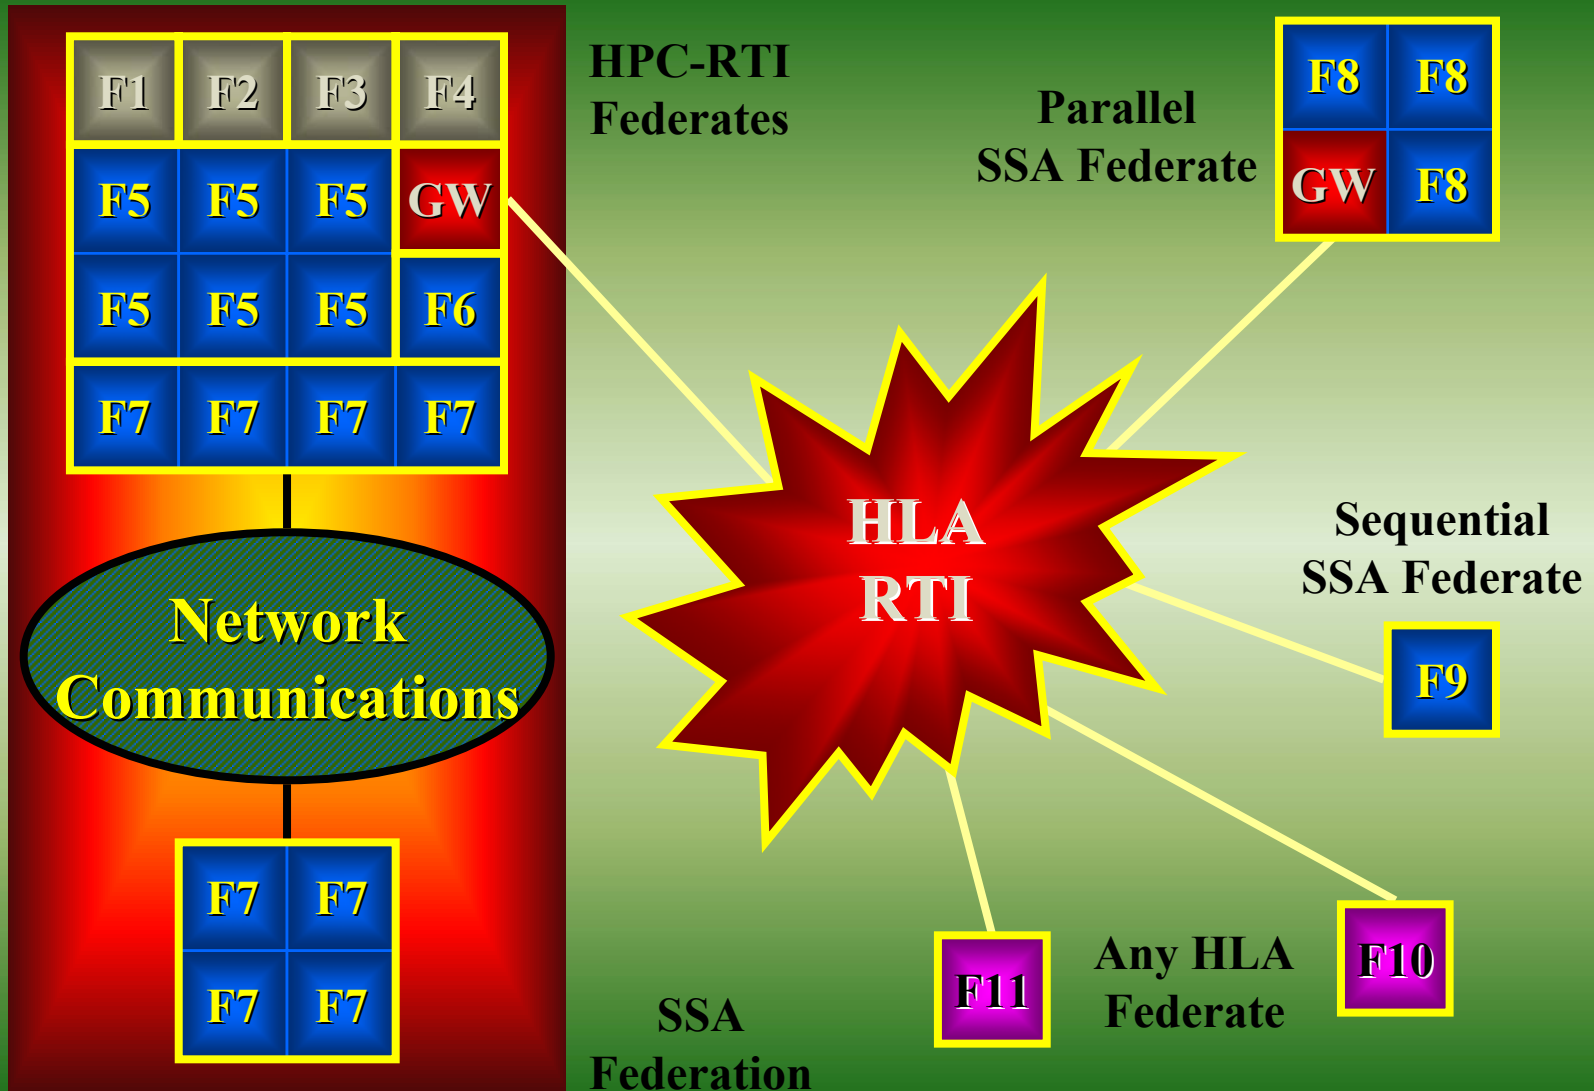 F1 F2 F3 F4
F5 F5 F5 GW
F5 F5 F5 F6
F7 F7 F7 F7
Network
Communications
F7 F7
F7 F7
HPC-RTI
Federates
Parallel
SSA Federate
F8 F8
GW F8
HLA
RTI
Sequential
SSA Federate
F9
F10
Any HLA
Federate
F11
SSA
Federation